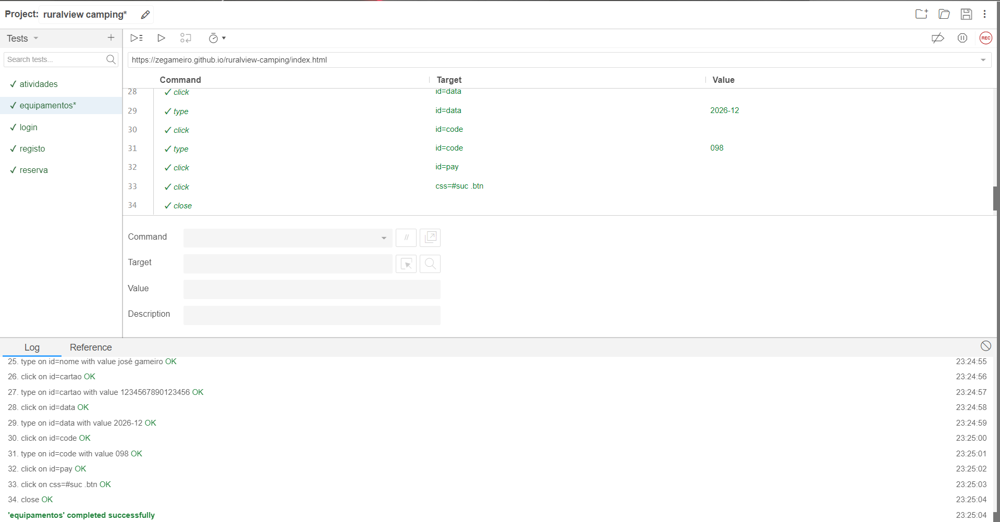 Project: ruralview camping*
Tests
Search tests...
✓ atividades
✓ equipamentos*
✓ login
✓ registo
✓ reserva
REC
https://zegameiro.github.io/ruralview-camping/index.html
Command Target Value
28 ✓ click id=data
29 ✓ type id=data 2026-12
30 ✓ click id=code
31 ✓ type id=code 098
32 ✓ click id=pay
33 ✓ click css=#suc .btn
34 ✓ close
Command //
Target
Value
Description
Log Reference
25. type on id=nome with value josé gameiro OK 23:24:55
26. click on id=cartao OK 23:24:56
27. type on id=cartao with value 1234567890123456 OK 23:24:57
28. click on id=data OK 23:24:58
29. type on id=data with value 2026-12 OK 23:24:59
30. click on id=code OK 23:25:00
31. type on id=code with value 098 OK 23:25:01
32. click on id=pay OK 23:25:02
33. click on css=#suc .btn OK 23:25:03
34. close OK 23:25:04
'equipamentos' completed successfully 23:25:04